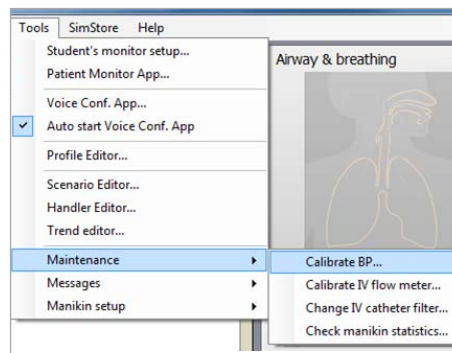 Tools SimStore Help
Student's monitor setup...
Patient Monitor App...
Voice Conf. App...
Auto start Voice Conf. App
Profile Editor...
Scenario Editor...
Handler Editor...
Trend editor...
Maintenance
Messages
Manikin setup
Airway & breathing
Calibrate BP...
Calibrate IV flow meter...
Change IV catheter filter...
Check manikin statistics...